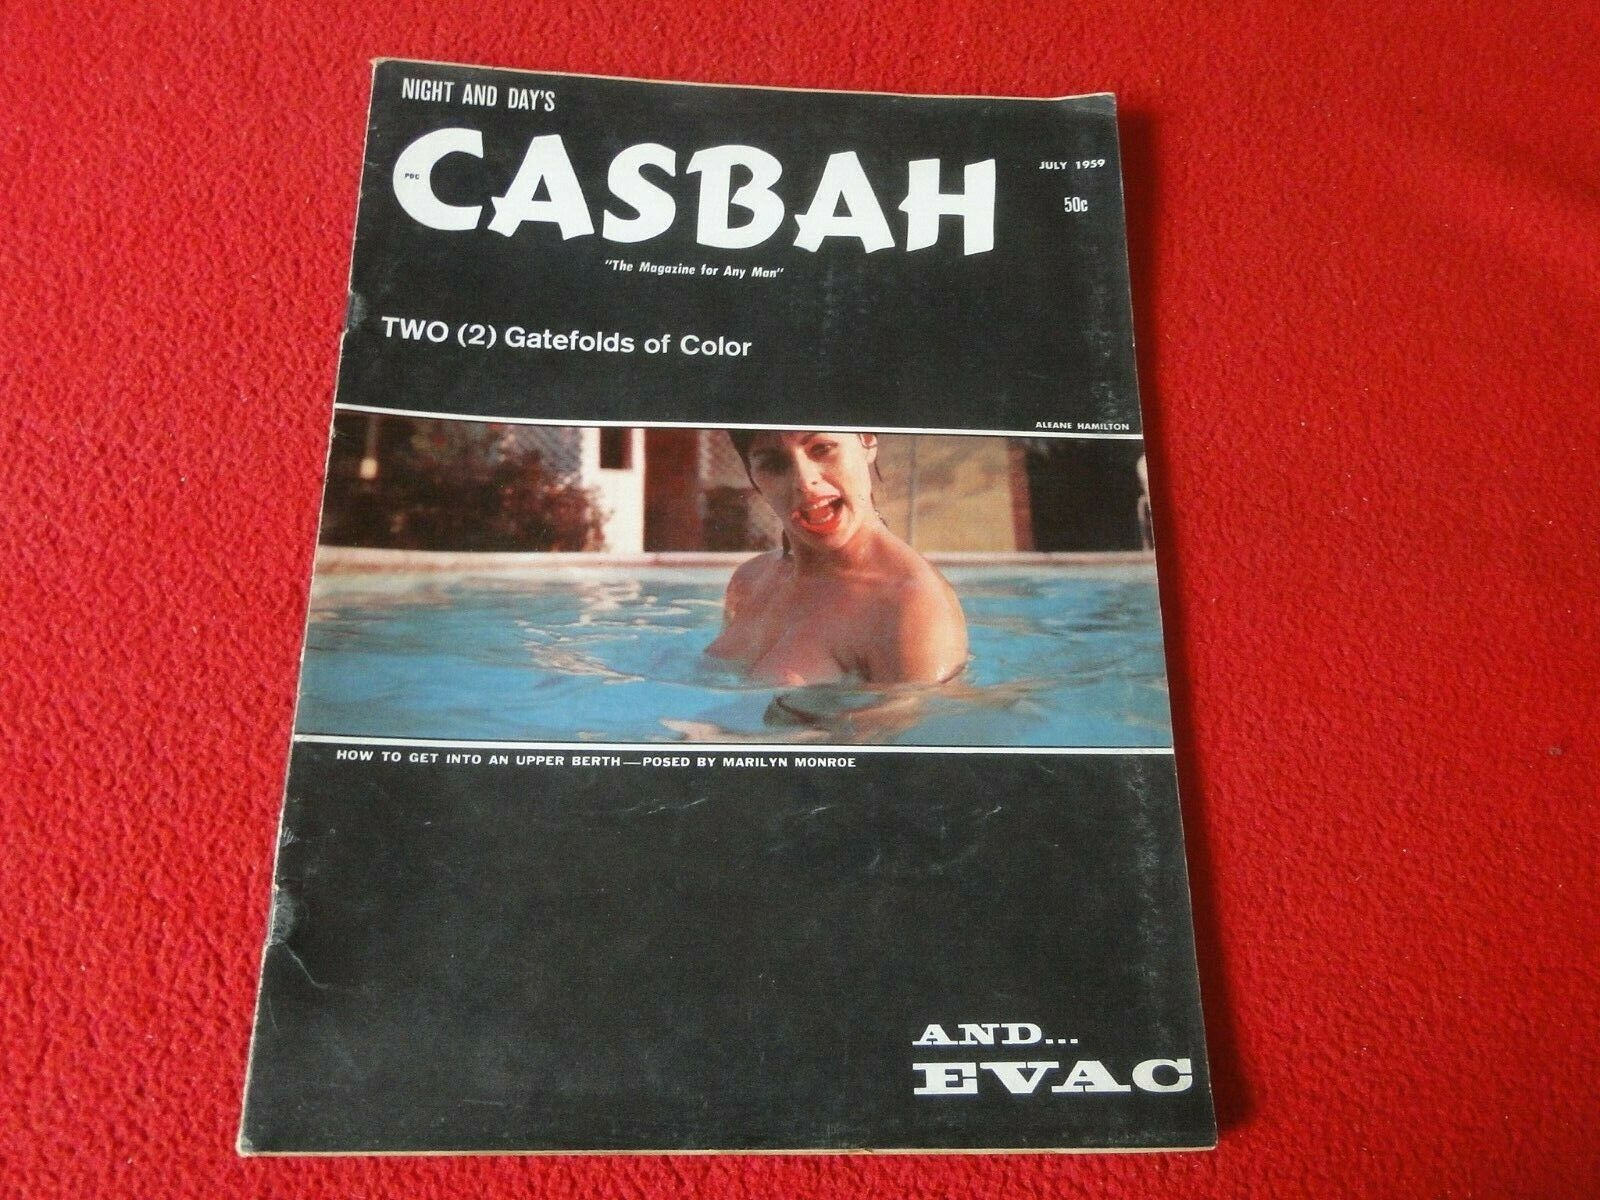 NIGHT AND DAY'S
CASBAH
PDC
JULY 1959
50c
"The Magazine for Any Man"
TWO (2) Gatefolds of Color
ALEANE HAMILTON
HOW TO GET INTO AN UPPER BERTH—POSED BY MARILYN MONROE
AND...
EVAC